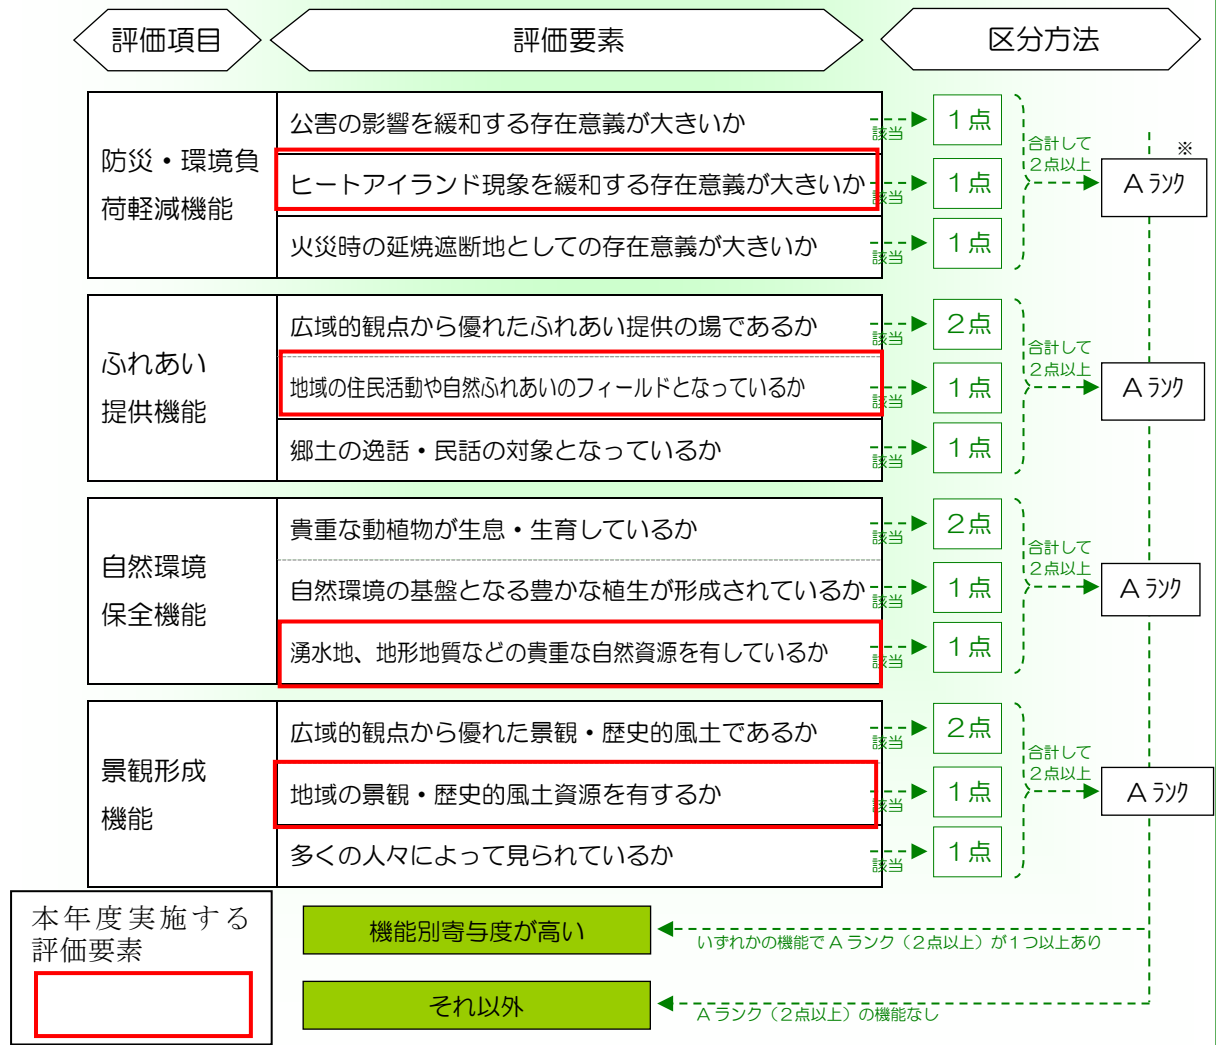 評価項目
評価要素
区分方法
防災・環境負
荷軽減機能
公害の影響を緩和する存在意義が大きいか
該当
1点
ヒートアイランド現象を緩和する存在意義が大きいか
該当
1点
火災時の延焼遮断地としての存在意義が大きいか
該当
1点
合計して
2点以上
※
Aランク
ふれあい
提供機能
広域的観点から優れたふれあい提供の場であるか
該当
2点
地域の住民活動や自然ふれあいのフィールドとなっているか
該当
1点
郷土の逸話・民話の対象となっているか
該当
1点
合計して
2点以上
Aランク
自然環境
保全機能
貴重な動植物が生息・生育しているか
該当
2点
自然環境の基盤となる豊かな植生が形成されているか
該当
1点
湧水地、地形地質などの貴重な自然資源を有しているか
該当
1点
合計して
2点以上
Aランク
景観形成
機能
広域的観点から優れた景観・歴史的風土であるか
該当
2点
地域の景観・歴史的風土資源を有するか
該当
1点
多くの人々によって見られているか
該当
1点
合計して
2点以上
Aランク
本年度実施する
評価要素
機能別寄与度が高い
いずれかの機能でAランク(2点以上)が1つ以上あり
それ以外
Aランク(2点以上)の機能なし